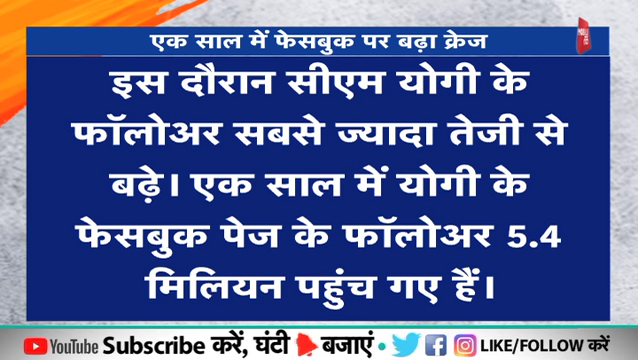 एक साल में फेसबुक पर बढ़ा क्रेज
इस दौरान सीएम योगी के
फॉलोअर सबसे ज्यादा तेजी से
बढ़े। एक साल में योगी के
फेसबुक पेज के फॉलोअर 5.4
मिलियन पहुंच गए हैं।
YouTube Subscribe करें, घंटी बजाएं - LIKE/FOLLOW करें